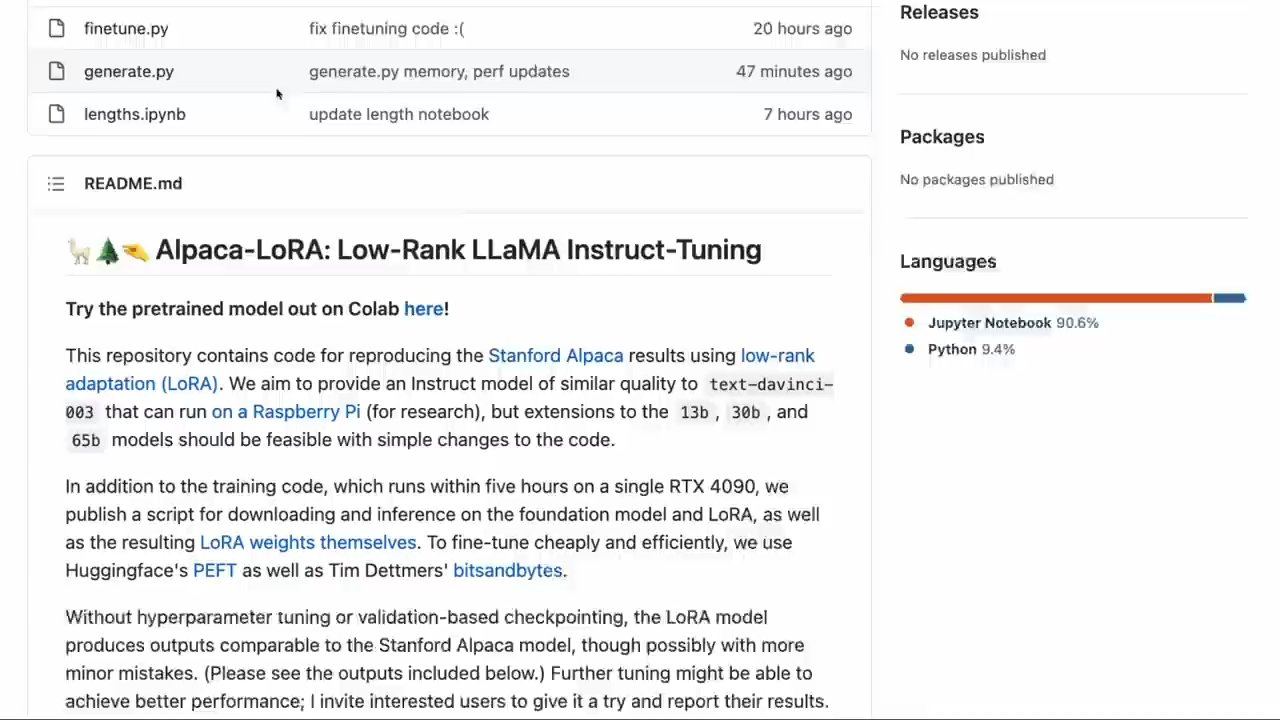 finetune.py fix finetuning code :( 20 hours ago
generate.py generate.py memory, perf updates 47 minutes ago
lengths.ipynb update length notebook 7 hours ago
README.md
🦙🌲🤏 Alpaca-LoRA: Low-Rank LLaMA Instruct-Tuning
Try the pretrained model out on Colab here!
This repository contains code for reproducing the Stanford Alpaca results using low-rank
adaptation (LoRA). We aim to provide an Instruct model of similar quality to text-davinci-
003 that can run on a Raspberry Pi (for research), but extensions to the 13b , 30b , and
65b models should be feasible with simple changes to the code.
In addition to the training code, which runs within five hours on a single RTX 4090, we
publish a script for downloading and inference on the foundation model and LoRA, as well
as the resulting LoRA weights themselves. To fine-tune cheaply and efficiently, we use
Huggingface's PEFT as well as Tim Dettmers' bitsandbytes.
Without hyperparameter tuning or validation-based checkpointing, the LoRA model
produces outputs comparable to the Stanford Alpaca model, though possibly with more
minor mistakes. (Please see the outputs included below.) Further tuning might be able to
achieve better performance; I invite interested users to give it a try and report their results.
Releases
No releases published
Packages
No packages published
Languages
Jupyter Notebook 90.6%
Python 9.4%